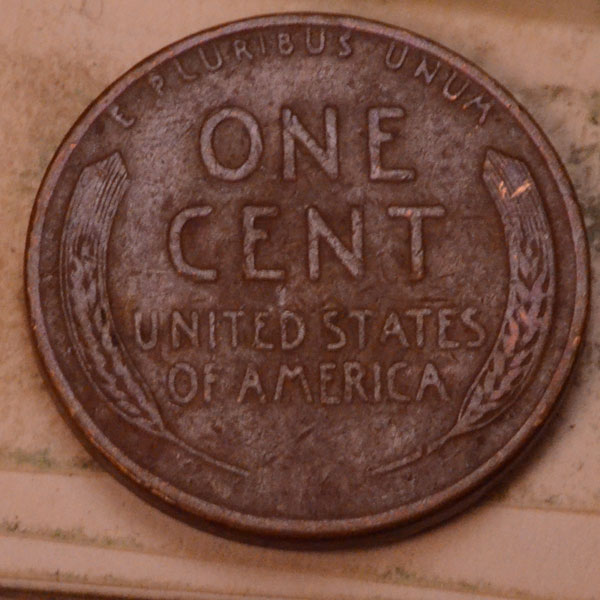 E PLURIBUS UNUM
ONE
CENT
UNITED STATES
OF AMERICA